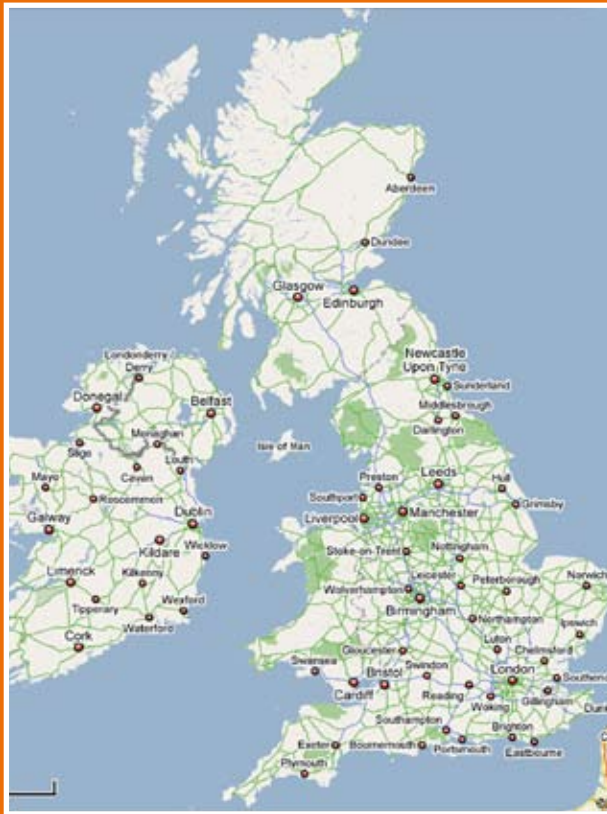 Aberdeen
Dundee
Glasgow
Edinburgh
Londonderry /
Derry
Newcastle
Upon Tyne
Donegal
Belfast
Sunderland
Middlesbrough
Darlington
Monaghan
Isle of Man
Sligo
Louth
Cavan
Mayo
Preston
Leeds
Hull
Roscommon
Southport
Grimsby
Galway
Dublin
Liverpool
Manchester
Kildare
Wicklow
Stoke-on-Trent
Nottingham
Limerick
Kilkenny
Wolverhampton
Leicester
Peterborough
Norwich
Tipperary
Wexford
Birmingham
Waterford
Northampton
Ipswich
Cork
Gloucester
Luton
Chelmsford
Swansea
Swindon
London
Southend
Cardiff
Bristol
Reading
Woking
Gillingham
Southampton
Brighton
Exeter
Bournemouth
Portsmouth
Eastbourne
Plymouth